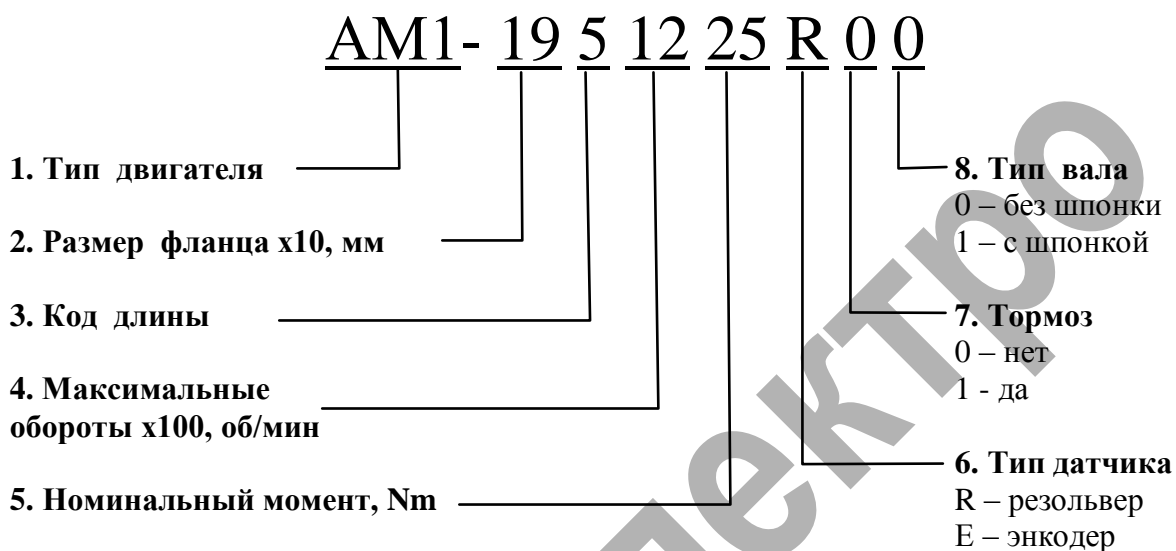 AM1- 19 5 12 25 R 0 0
1. Тип двигателя
2. Размер фланца x10, мм
3. Код длины
4. Максимальные
обороты x100, об/мин
5. Номинальный момент, Nm
8. Тип вала
0 – без шпонки
1 – с шпонкой
7. Тормоз
0 – нет
1 - да
6. Тип датчика
R – резольвер
E – энкодер